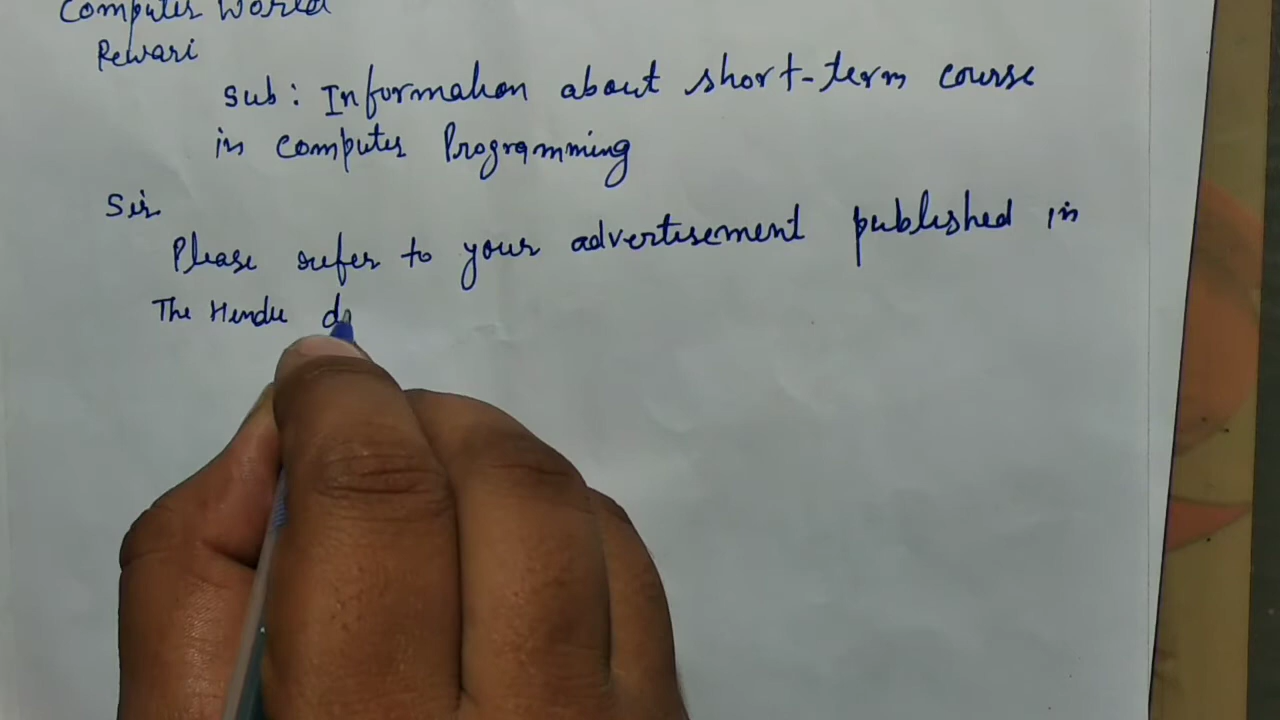 Computer World
Rewari
Sub: Information about short-term course
in Computer Programming
Sir
Please refer to your advertisement published in
The Hindu